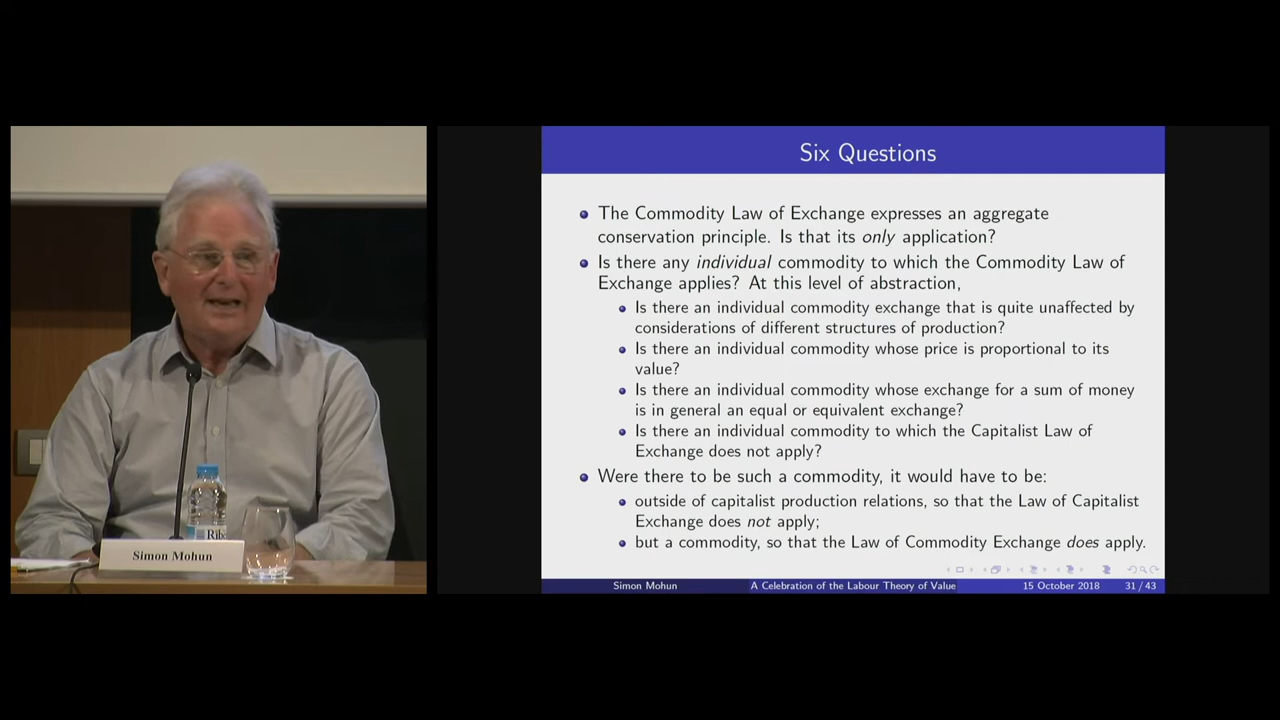 Six Questions
The Commodity Law of Exchange expresses an aggregate
conservation principle. Is that its only application?
Is there any individual commodity to which the Commodity Law of
Exchange applies? At this level of abstraction,
Is there an individual commodity exchange that is quite unaffected by
considerations of different structures of production?
Is there an individual commodity whose price is proportional to its
value?
Is there an individual commodity whose exchange for a sum of money
is in general an equal or equivalent exchange?
Is there an individual commodity to which the Capitalist Law of
Exchange does not apply?
Were there to be such a commodity, it would have to be:
outside of capitalist production relations, so that the Law of Capitalist
Exchange does not apply;
but a commodity, so that the Law of Commodity Exchange does apply.
Simon Mohun A Celebration of the Labour Theory of Value 15 October 2018 31 / 43
Simon Mohun